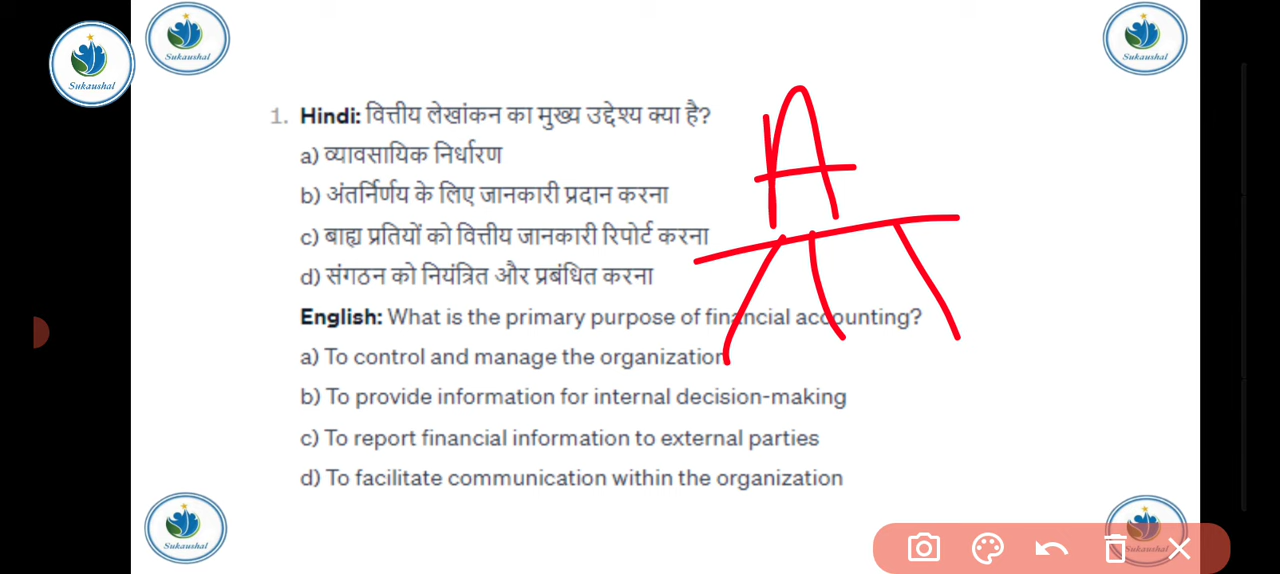 Sukaushal
Sukaushal
Sukaushal
1. Hindi: वित्तीय लेखांकन का मुख्य उद्देश्य क्या है?
a) व्यावसायिक निर्धारण
b) अंतर्निर्णय के लिए जानकारी प्रदान करना
c) बाह्य प्रतियों को वित्तीय जानकारी रिपोर्ट करना
d) संगठन को नियंत्रित और प्रबंधित करना
A
English: What is the primary purpose of financial accounting?
a) To control and manage the organization
b) To provide information for internal decision-making
c) To report financial information to external parties
d) To facilitate communication within the organization
Sukaushal
Sukaushal